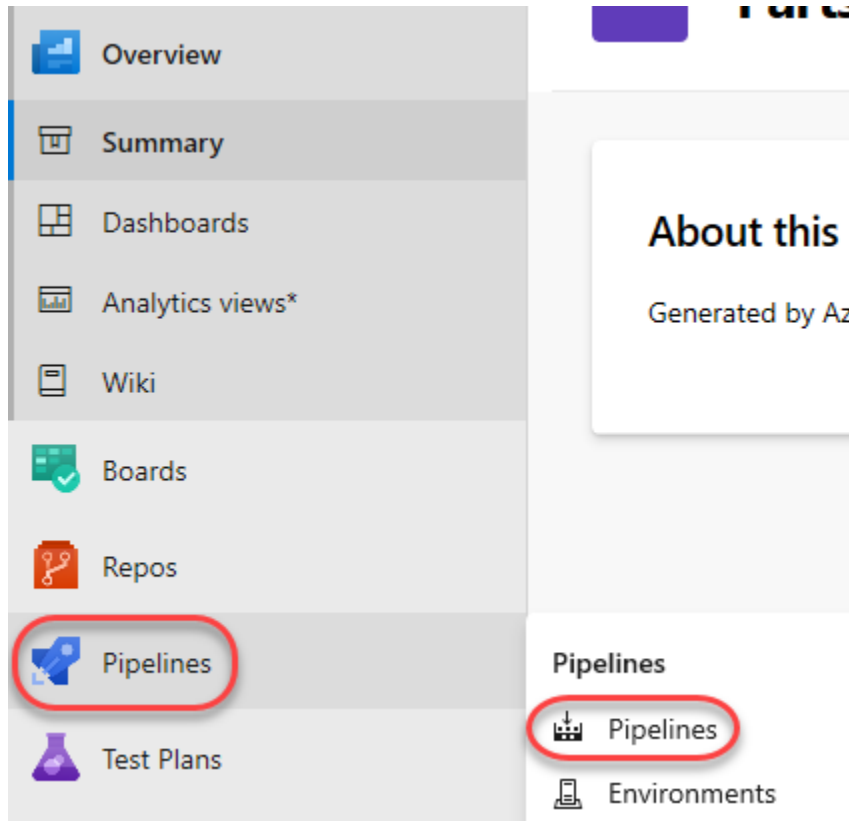 Overview
Summary
Dashboards
Analytics views*
Wiki
Boards
Repos
Pipelines
Test Plans
About this
Generated by Az
Pipelines
Pipelines
Environments